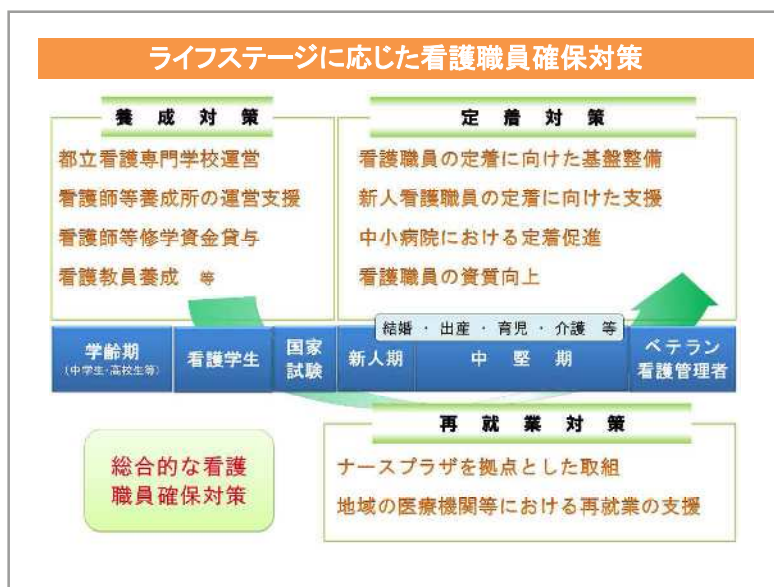 ライフステージに応じた看護職員確保対策
養成対策
都立看護専門学校運営
看護師等養成所の運営支援
看護師等修学資金貸与
看護教員養成 等
定着対策
看護職員の定着に向けた基盤整備
新人看護職員の定着に向けた支援
中小病院における定着促進
看護職員の資質向上
結婚・出産・育児・介護 等
学齢期
(中学生・高校生等)
看護学生
国家
試験
新人期
中堅期
ベテラン
看護管理者
再就業対策
ナースプラザを拠点とした取組
地域の医療機関等における再就業の支援
総合的な看護
職員確保対策